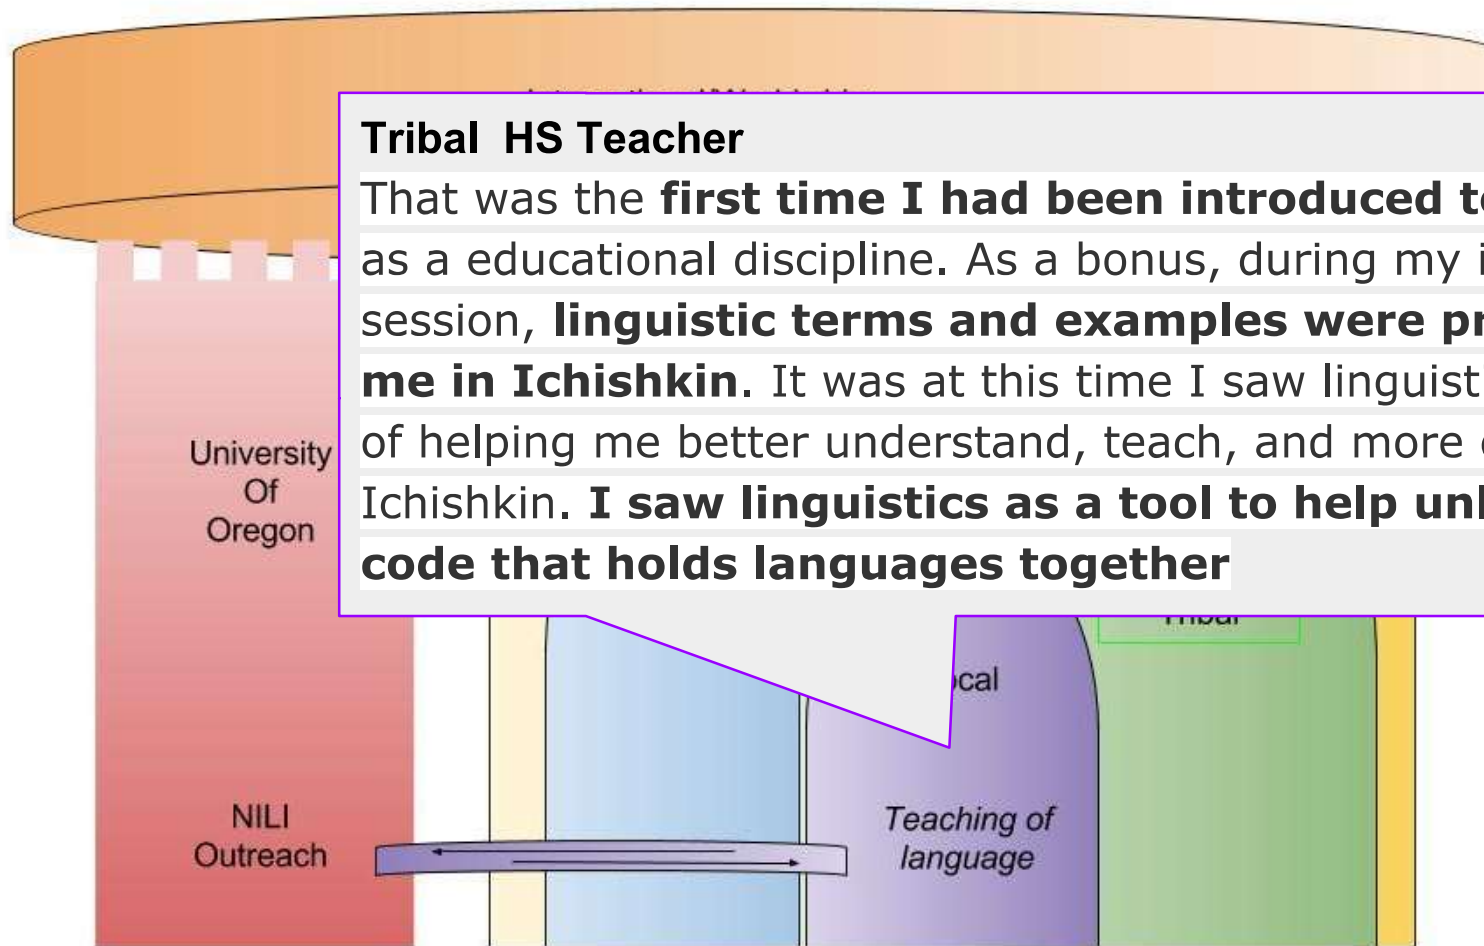 Tribal HS Teacher
That was the first time I had been introduced
as a educational discipline. As a bonus, during my
session, linguistic terms and examples were
me in Ichishkin. It was at this time I saw
of helping me better understand, teach, and more
Ichishkin. I saw linguistics as a tool to help
code that holds languages together
University
Of
Oregon
Tribal
Teaching of
language
NILI
Outreach